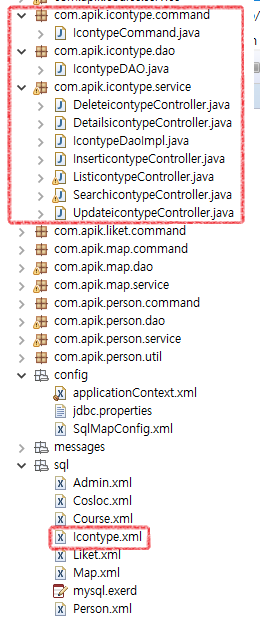 com.apik.icontype.command
IcontypeCommand.java
com.apik.icontype.dao
IcontypeDAO.java
com.apik.icontype.service
DeleteicontypeController.java
DetailsicontypeController.java
IcontypeDaoImpl.java
InserticontypeController.java
ListicontypeController.java
SearchicontypeController.java
UpdateicontypeController.java
com.apik.liket.command
com.apik.map.command
com.apik.map.dao
com.apik.map.service
com.apik.person.command
com.apik.person.dao
com.apik.person.service
com.apik.person.util
config
applicationContext.xml
jdbc.properties
SqlMapConfig.xml
messages
sql
Admin.xml
Cosloc.xml
Course.xml
Icontype.xml
Liket.xml
Map.xml
mysql.exerd
Person.xml